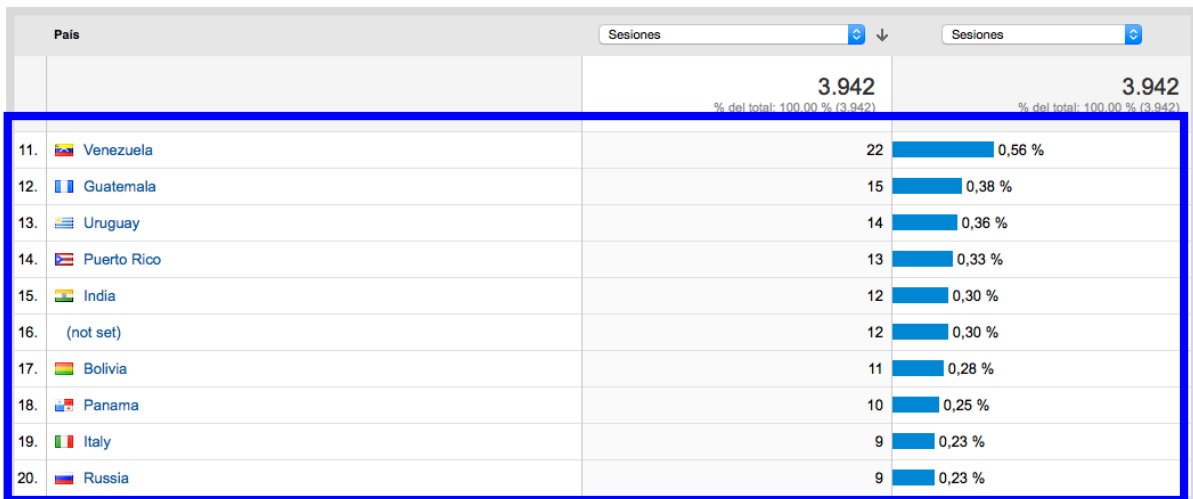 País Sesiones Sesiones
3.942 3.942
% del total: 100,00 % (3.942) % del total: 100,00 % (3.942)
11. Venezuela 22 0,56 %
12. Guatemala 15 0,38 %
13. Uruguay 14 0,36 %
14. Puerto Rico 13 0,33 %
15. India 12 0,30 %
16. (not set) 12 0,30 %
17. Bolivia 11 0,28 %
18. Panama 10 0,25 %
19. Italy 9 0,23 %
20. Russia 9 0,23 %